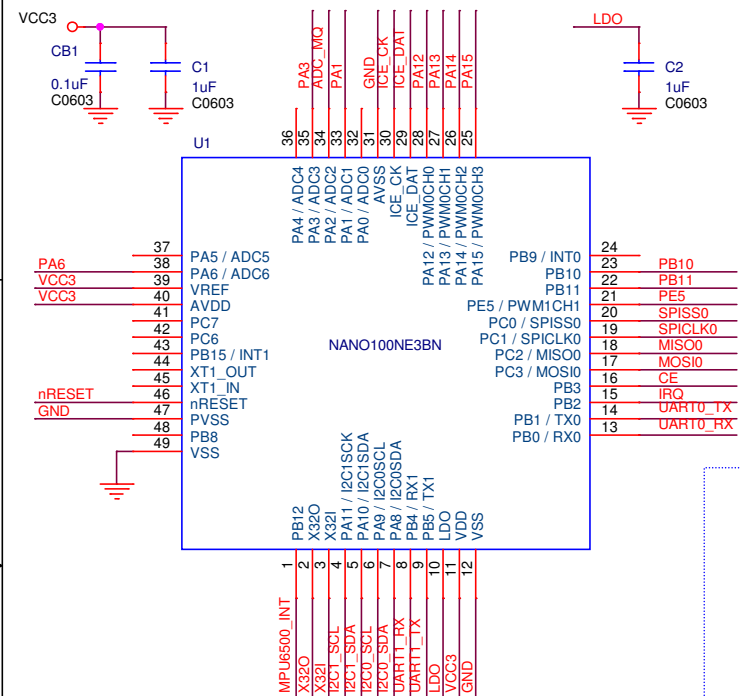 VCC3
CB1
0.1uF
C0603
C1
1uF
C0603
LDO
C2
1uF
C0603
PA3
ADC_MQ
PA1
GND
ICE_CK
ICE_DAT
PA12
PA13
PA14
PA15
36
35
34
33
32
31
30
29
28
27
26
25
U1
PA4 / ADC4
PA3 / ADC3
PA2 / ADC2
PA1 / ADC1
PA0 / ADC0
AVSS
ICE_CK
ICE_DAT
PA12 / PWM0CH0
PA13 / PWM0CH1
PA14 / PWM0CH2
PA15 / PWM0CH3
37 PA5 / ADC5
PA6 38 PA6 / ADC6
VCC3 39 VREF
VCC3 40 AVDD
41 PC7
42 PC6
43 PB15 / INT1
44 XT1_OUT
45 XT1_IN
nRESET 46 nRESET
GND 47 PVSS
48 PB8
49 VSS
NANO100NE3BN
PB9 / INT0 24
PB10 23 PB10
PB11 22 PB11
PE5 / PWM1CH1 21 PE5
PC0 / SPISS0 20 SPISS0
PC1 / SPICLK0 19 SPICLK0
PC2 / MISO0 18 MISO0
PC3 / MOSI0 17 MOSI0
PB3 16 CE
PB2 15 IRQ
PB1 / TX0 14 UART0_TX
PB0 / RX0 13 UART0_RX
PB12
X32O
X32I
PA11 / I2C1SCK
PA10 / I2C1SDA
PA9 / I2C0SCL
PA8 / I2C0SDA
PB4 / RX1
PB5 / TX1
LDO
VDD
VSS
1
2
3
4
5
6
7
8
9
10
11
12
MPU6500_INT
X32O
X32I
I2C1_SCL
I2C1_SDA
I2C0_SCL
I2C0_SDA
UART1_RX
UART1_TX
LDO
VCC3
GND